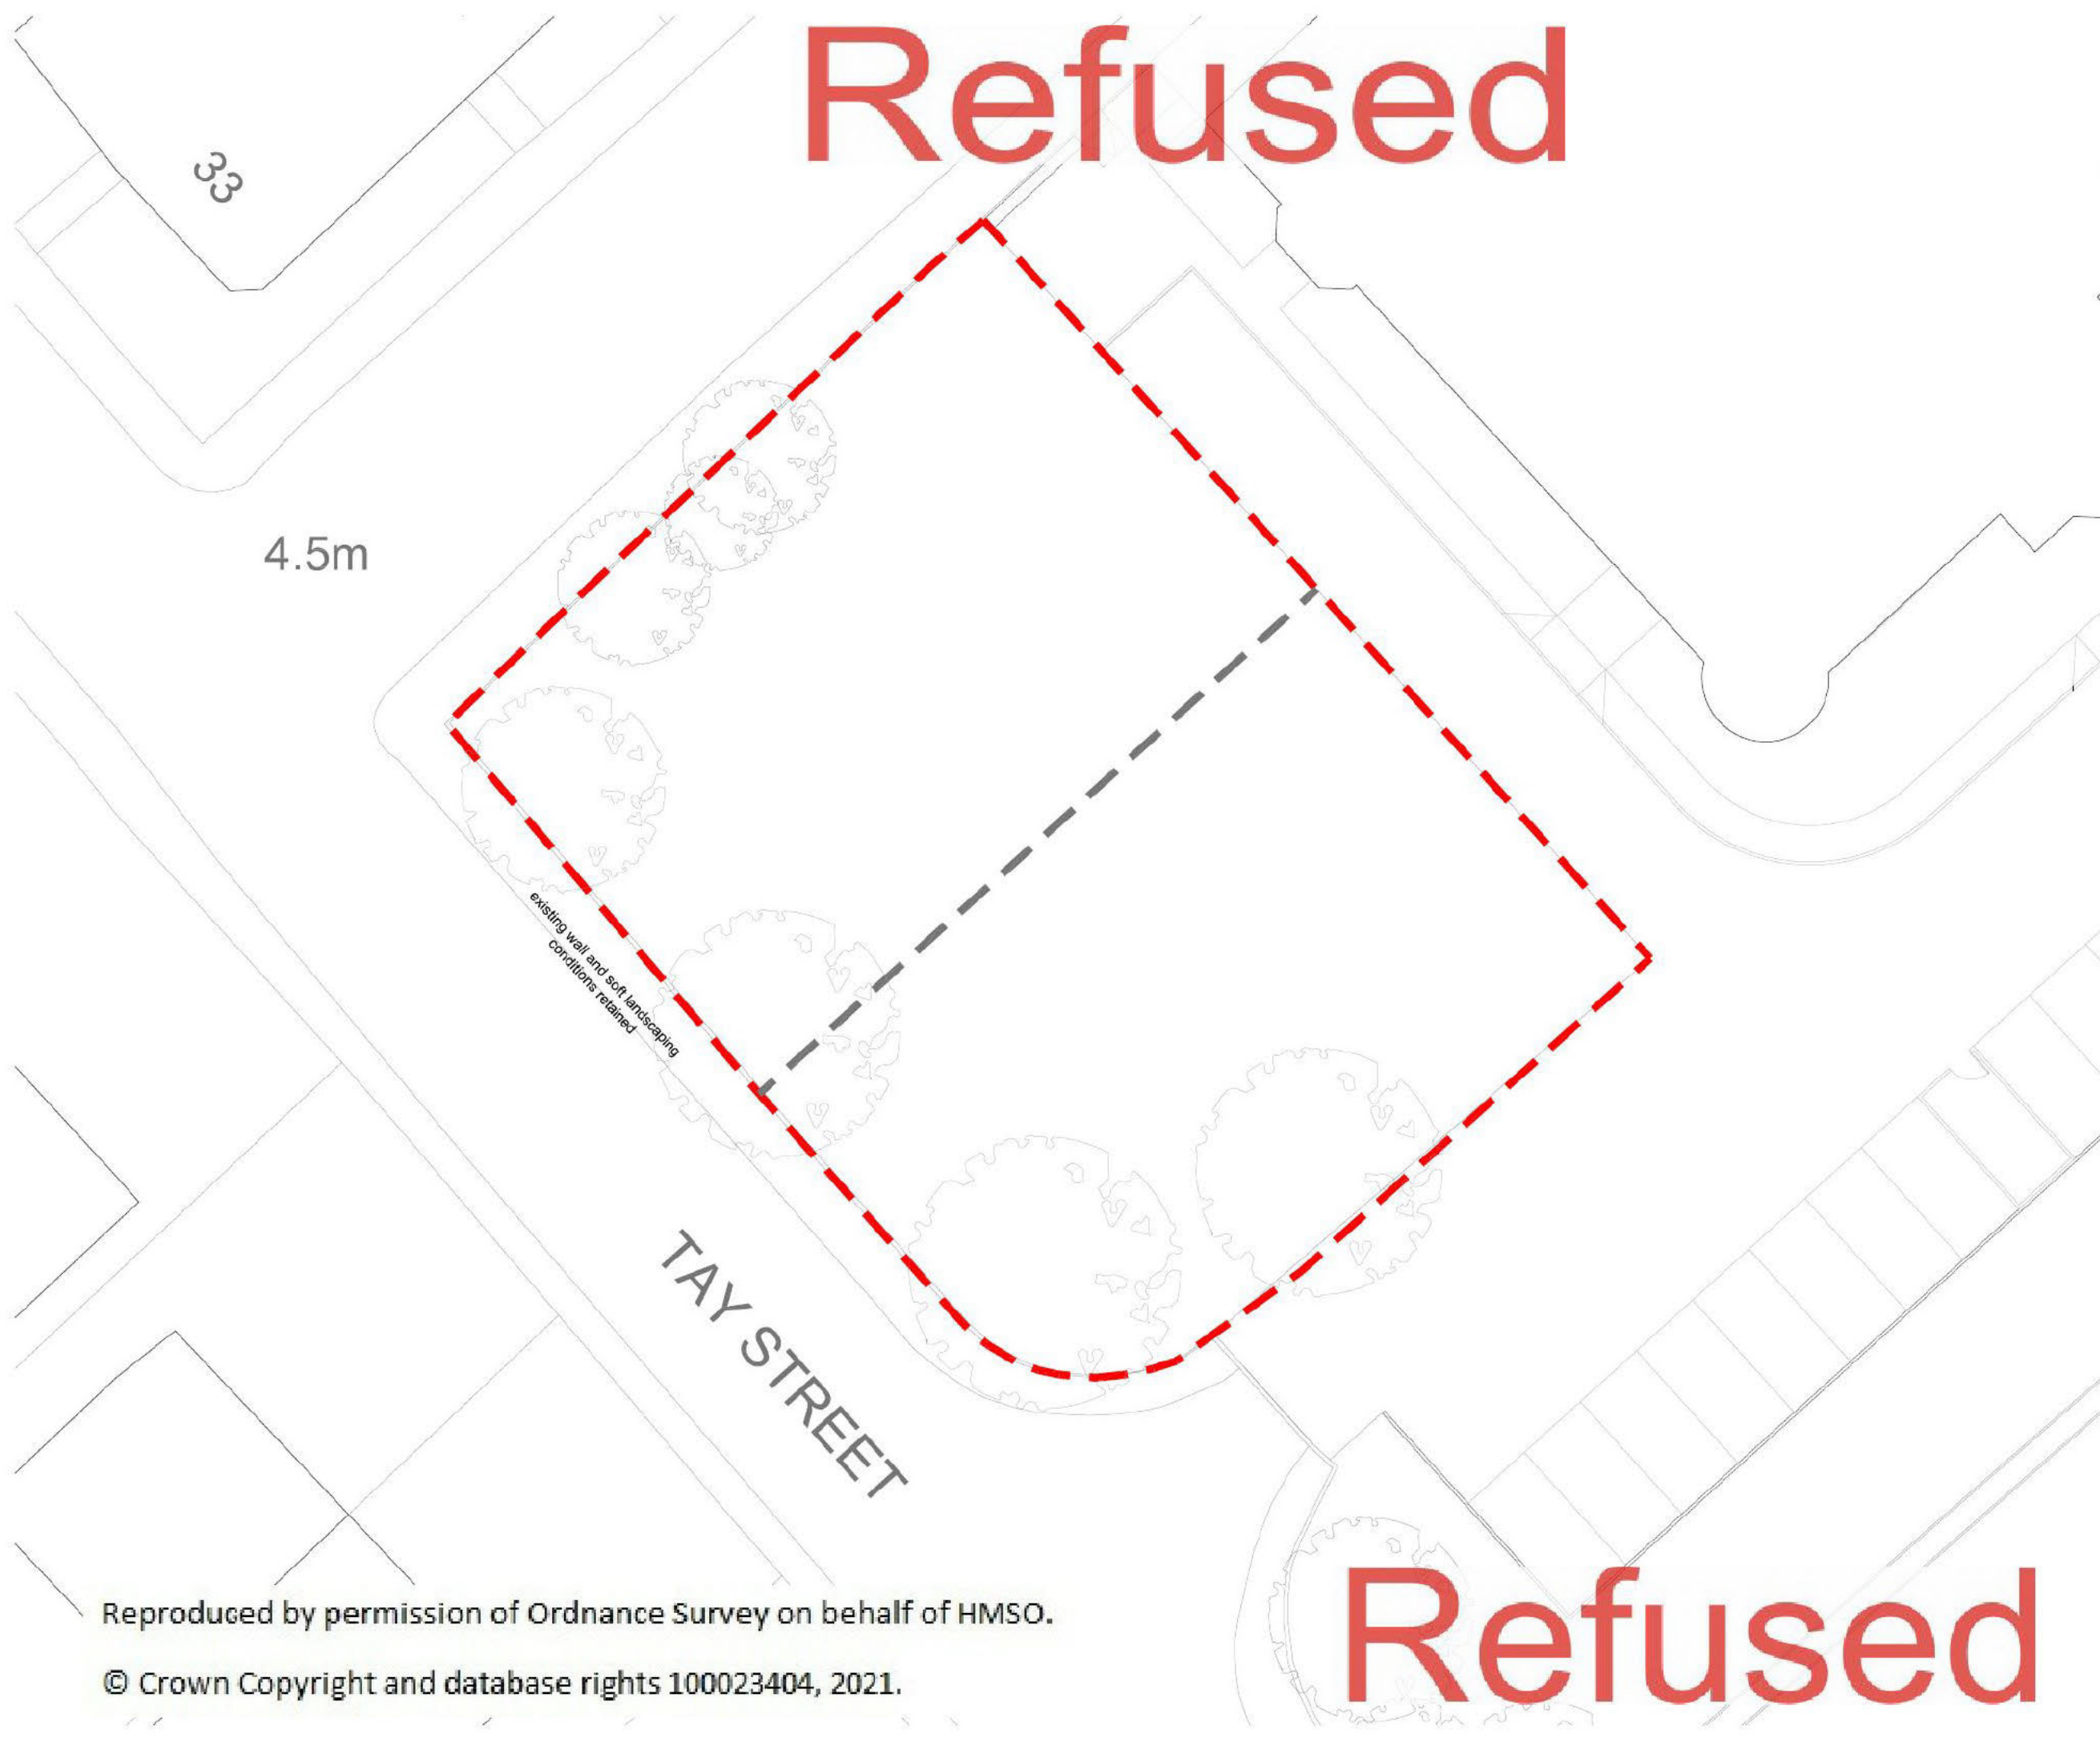 Refused
33
4.5m
existing wall and soft landscaping
conditions retained
TAY STREET
Reproduced by permission of Ordnance Survey on behalf of HMSO.
© Crown Copyright and database rights 100023404, 2021.
Refused